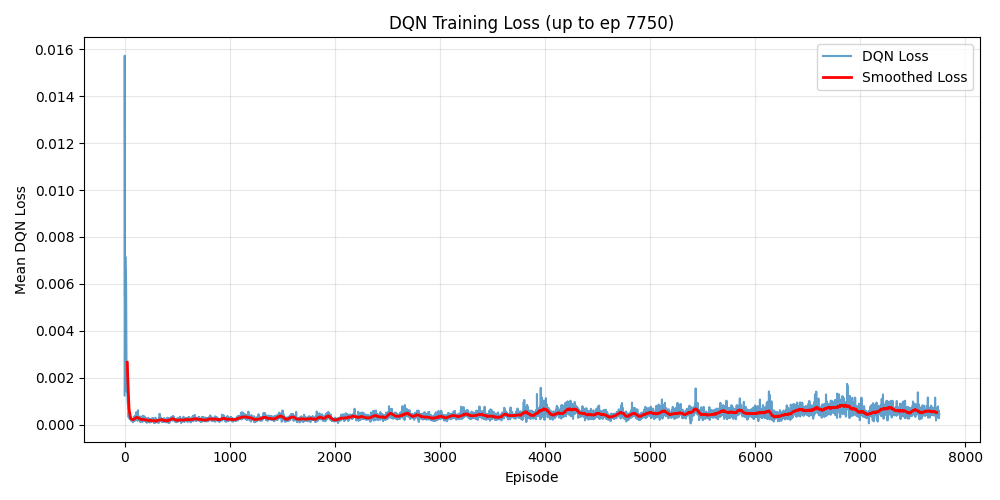 DQN Training Loss (up to ep 7750)
DQN Loss
Smoothed Loss
Mean DQN Loss
0.016
0.014
0.012
0.010
0.008
0.006
0.004
0.002
0.000
0 1000 2000 3000 4000 5000 6000 7000 8000
Episode